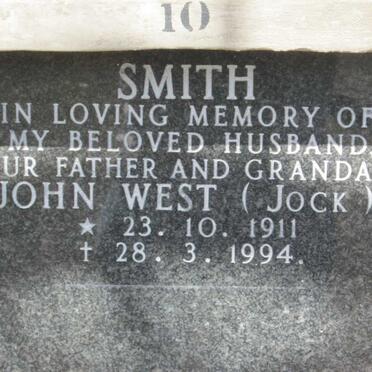 10
SMITH
IN LOVING MEMORY OF
MY BELOVED HUSBAND,
UR FATHER AND GRANDA
JOHN WEST (JOCK)
★ 23. 10. 1911
† 28. 3. 1994.